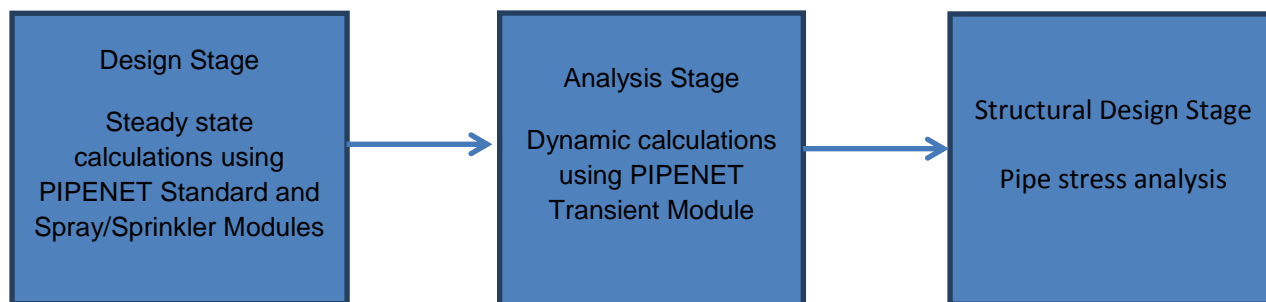 Design Stage
Steady state
calculations using
PIPENET Standard and
Spray/Sprinkler Modules
Analysis Stage
Dynamic calculations
using PIPENET
Transient Module
Structural Design Stage
Pipe stress analysis